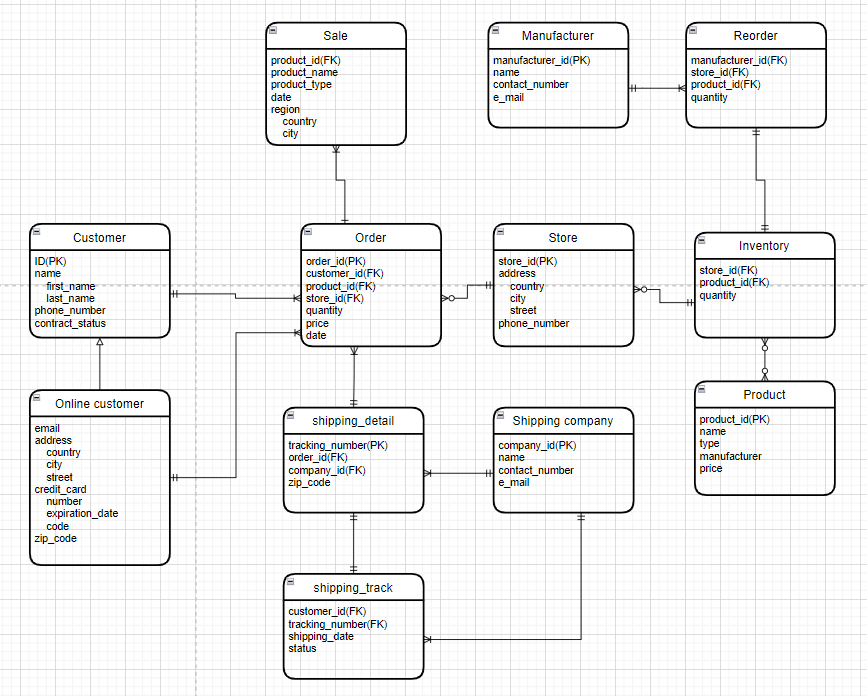 Sale
product_id(FK)
product_name
product_type
date
region
country
city
Manufacturer
manufacturer_id(PK)
name
contact_number
e_mail
Reorder
manufacturer_id(FK)
store_id(FK)
product_id(FK)
quantity
Customer
ID(PK)
name
first_name
last_name
phone_number
contract_status
Order
order_id(PK)
customer_id(FK)
product_id(FK)
store_id(FK)
quantity
price
date
Store
store_id(PK)
address
country
city
street
phone_number
Inventory
store_id(FK)
product_id(FK)
quantity
Online customer
email
address
country
city
street
credit_card
number
expiration_date
code
zip_code
shipping_detail
tracking_number(PK)
order_id(FK)
company_id(FK)
zip_code
Shipping company
company_id(PK)
name
contact_number
e_mail
Product
product_id(PK)
name
type
manufacturer
price
shipping_track
customer_id(FK)
tracking_number(FK)
shipping_date
status